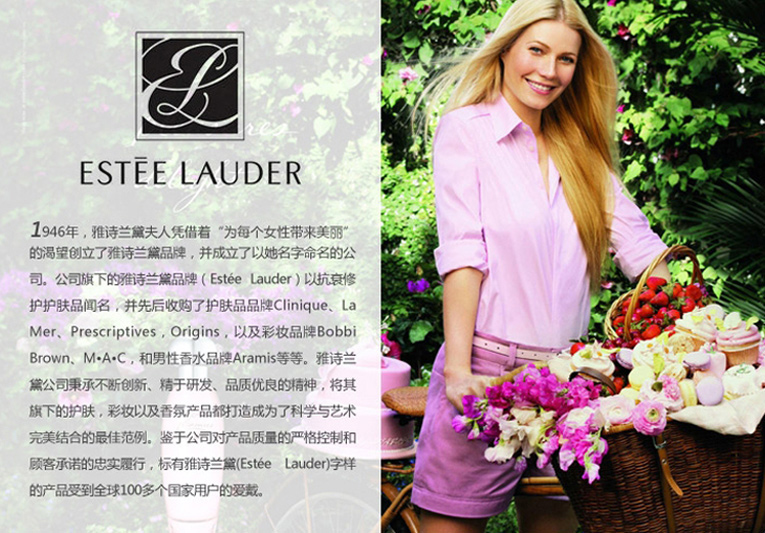 EL
ESTĒE LAUDER
1946年，雅诗兰黛夫人凭借着“为每个女性带来美丽”
的渴望创立了雅诗兰黛品牌，并成立了以她名字命名的公
司。公司旗下的雅诗兰黛品牌（Estée Lauder）以抗衰修
护护肤品闻名，并先后收购了护肤品品牌Clinique、La
Mer、Prescriptives，Origins，以及彩妆品牌Bobbi
Brown、M•A•C，和男性香水品牌Aramis等等。雅诗兰
黛公司秉承不断创新、精于研发、品质优良的精神，将其
旗下的护肤，彩妆以及香氛产品都打造成为了科学与艺术
完美结合的最佳范例。鉴于公司对产品质量的严格控制和
顾客承诺的忠实履行，标有雅诗兰黛(Estée Lauder)字样
的产品受到全球100多个国家用户的爱戴。